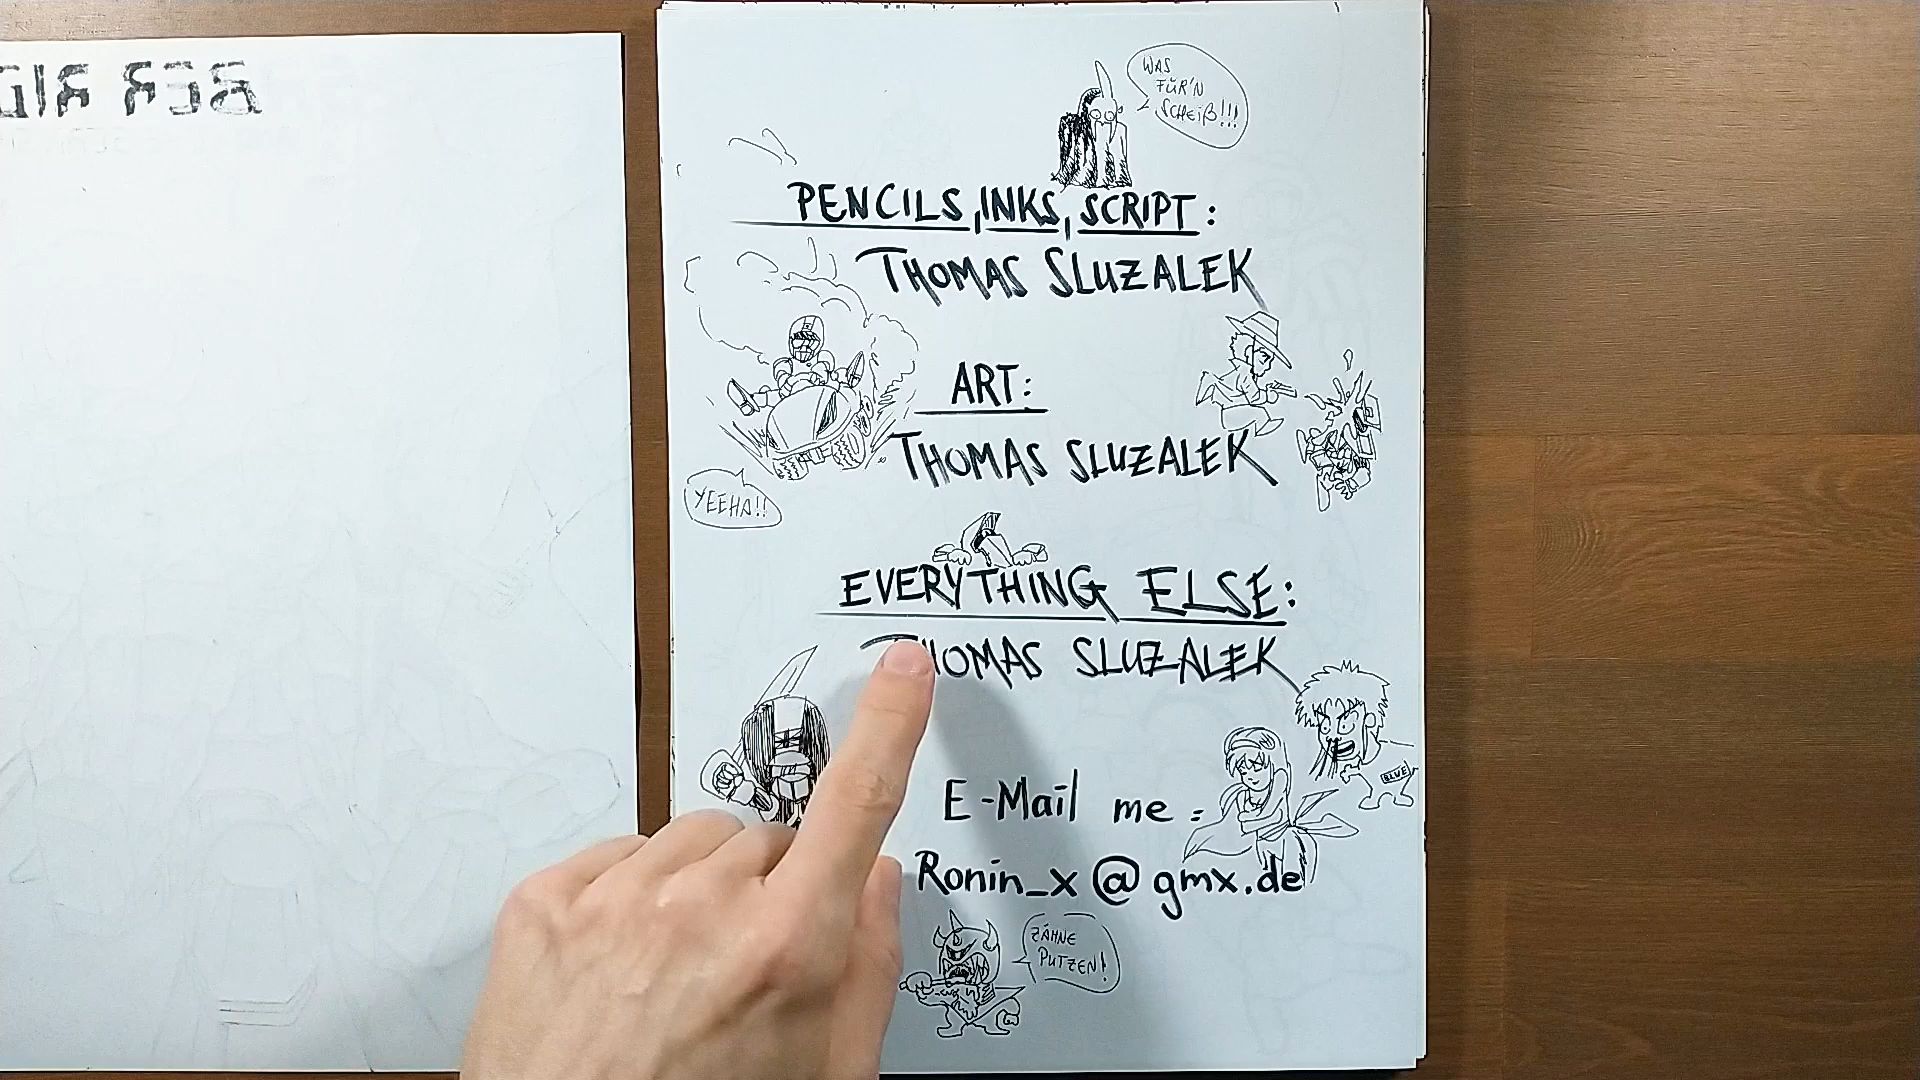 WAS
FÜR'N
SCHEIß!!!
PENCILS, INKS, SCRIPT:
THOMAS SLUZALEK
ART:
THOMAS SLUZALEK
YEEHA!!
EVERYTHING ELSE:
THOMAS SLUZALEK
BLUE
E-Mail me:
Ronin_x@gmx.de
ZÄHNE
PUTZEN!